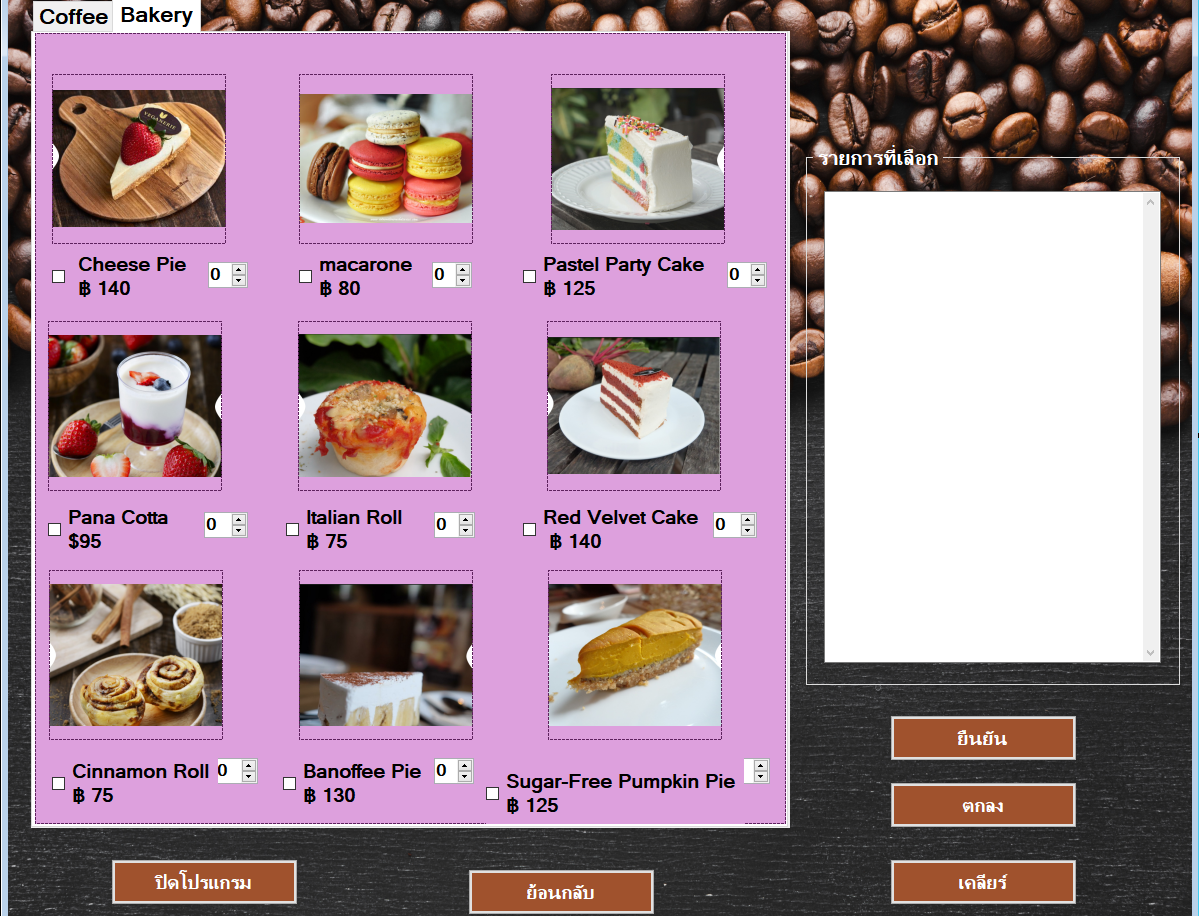 Coffee
Bakery
รายการที่เลือก
VEGANERIE
Cheese Pie
฿ 140
0
macarone
฿ 80
0
Pastel Party Cake
฿ 125
0
Pana Cotta
$95
0
Italian Roll
฿ 75
0
Red Velvet Cake
฿ 140
0
Cinnamon Roll
฿ 75
0
Banoffee Pie
฿ 130
0
Sugar-Free Pumpkin Pie
฿ 125
ยืนยัน
ตกลง
เคลียร์
ปิดโปรแกรม
ย้อนกลับ